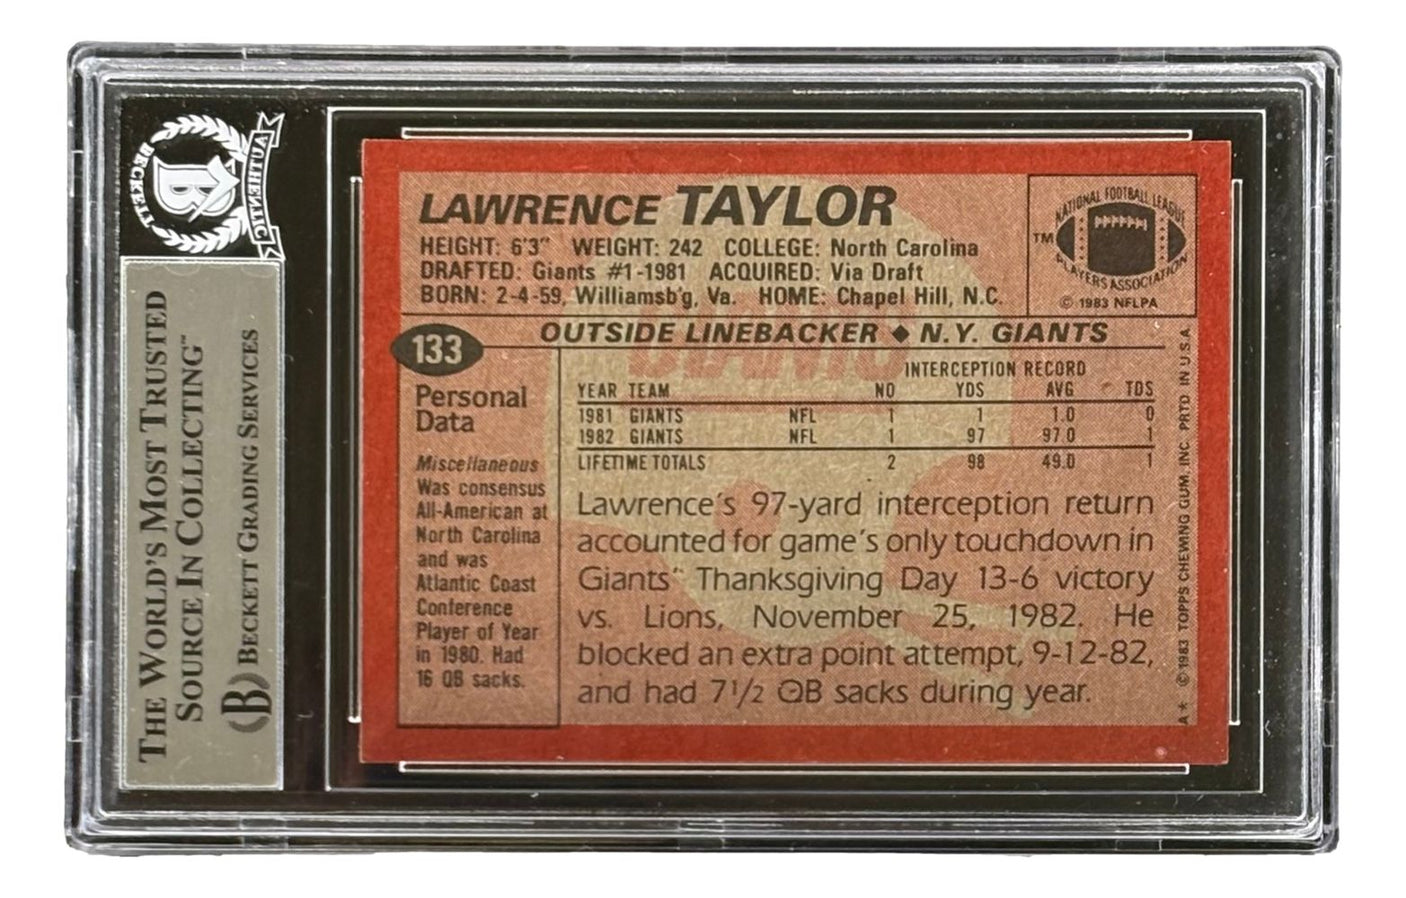 BECKETT
AUTHENTIC
B
THE WORLD'S MOST TRUSTED
SOURCE IN COLLECTING™
B BECKETT GRADING SERVICES
LAWRENCE TAYLOR
HEIGHT: 6'3" WEIGHT: 242 COLLEGE: North Carolina
DRAFTED: Giants #1-1981 ACQUIRED: Via Draft
BORN: 2-4-59, Williamsb'g, Va. HOME: Chapel Hill, N.C.
NATIONAL FOOTBALL LEAGUE
TM
PLAYERS ASSOCIATION
© 1983 NFLPA
133
OUTSIDE LINEBACKER ◆ N.Y. GIANTS
GIANTS
Personal
Data
Miscellaneous
Was consensus
All-American at
North Carolina
and was
Atlantic Coast
Conference
Player of Year
in 1980. Had
16 QB sacks.
INTERCEPTION RECORD
YEAR TEAM NO YDS AVG TDS
1981 GIANTS NFL 1 1 1.0 0
1982 GIANTS NFL 1 97 97 0 1
LIFETIME TOTALS 2 98 49.0 1
Lawrence's 97-yard interception return
accounted for game's only touchdown in
Giants" Thanksgiving Day 13-6 victory
vs. Lions, November 25, 1982. He
blocked an extra point attempt, 9-12-82,
and had 7 1/2 QB sacks during year.
A* ©1983 TOPPS CHEWING GUM, INC. PRTD IN U.S.A